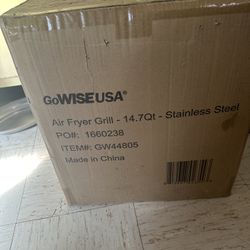 GoWISEUSA®
Air Fryer Grill - 14.7Qt - Stainless Steel
PO#: 1660238
ITEM#: GW44805
Made in China